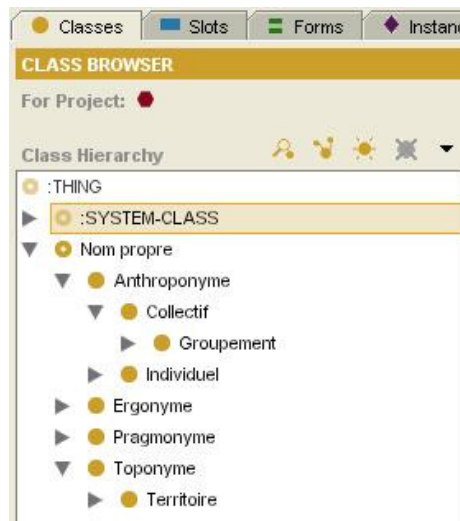 Classes Slots Forms Instanc
CLASS BROWSER
For Project:
Class Hierarchy
:THING
:SYSTEM-CLASS
Nom propre
Anthroponyme
Collectif
Groupement
Individuel
Ergonyme
Pragmonyme
Toponyme
Territoire